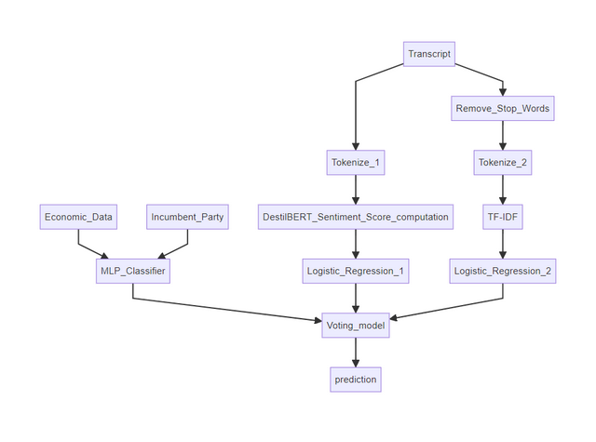 Transcript
Remove_Stop_Words
Tokenize_1
Tokenize_2
Economic_Data
Incumbent_Party
DestilBERT_Sentiment_Score_computation
TF-IDF
MLP_Classifier
Logistic_Regression_1
Logistic_Regression_2
Voting_model
prediction